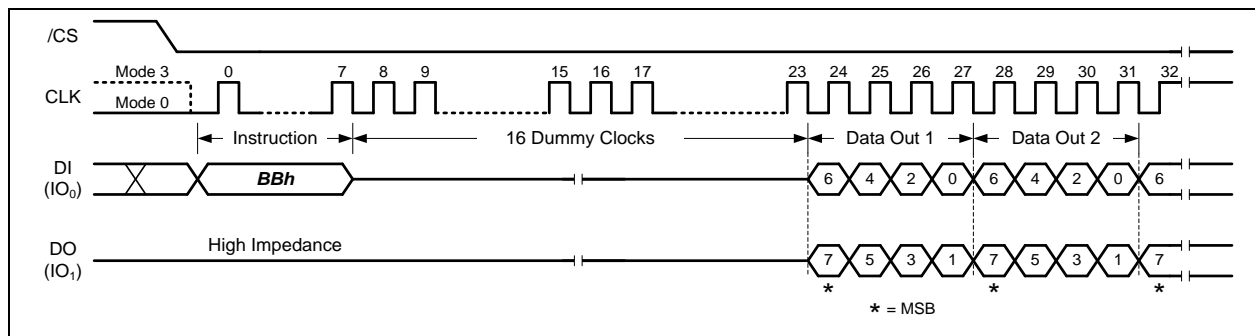 /CS
Mode 3 0 7 8 9 15 16 17 23 24 25 26 27 28 29 30 31 32
CLK
Mode 0
Instruction 16 Dummy Clocks Data Out 1 Data Out 2
DI
(IO0)
BBh 6 4 2 0 6 4 2 0 6
High Impedance
DO
(IO1)
7 5 3 1 7 5 3 1 7
* * *
* = MSB